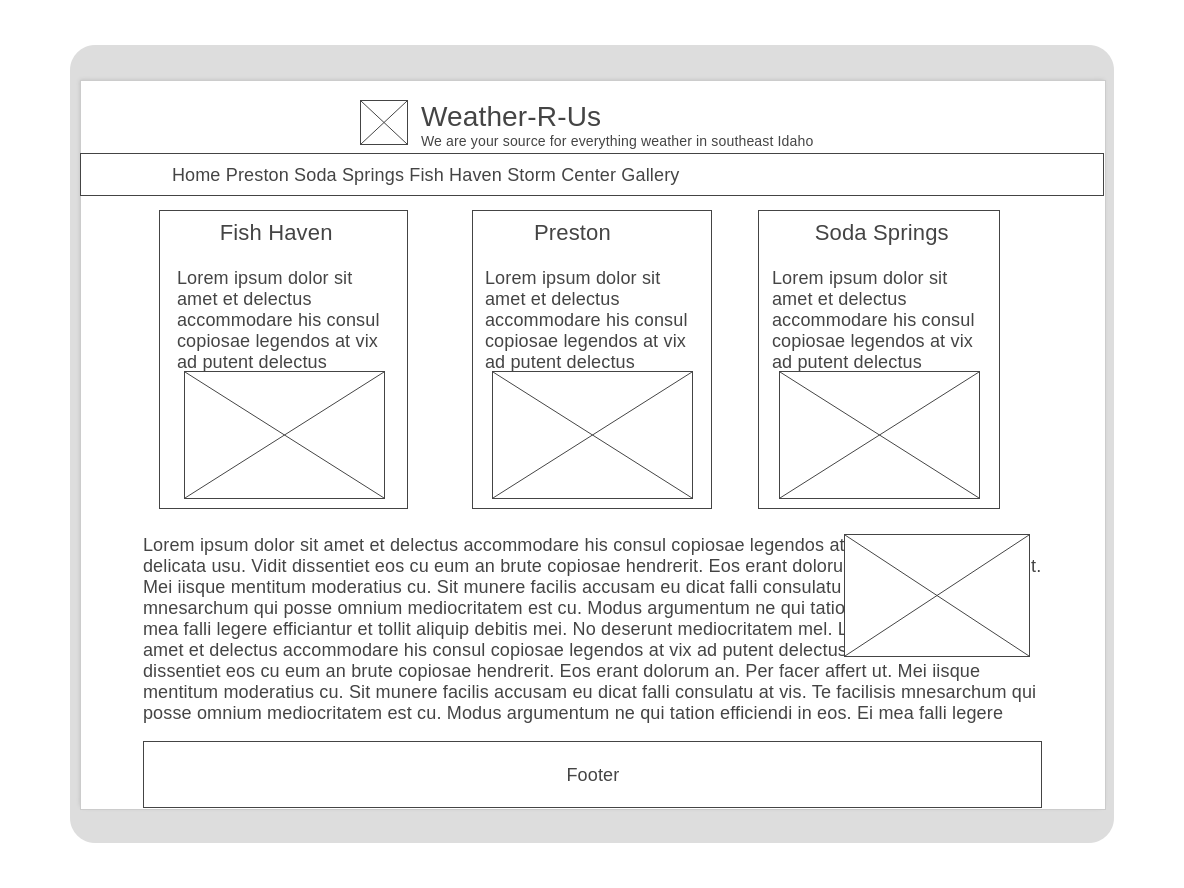 Weather-R-Us
We are your source for everything weather in southeast Idaho
Home Preston Soda Springs Fish Haven Storm Center Gallery
Fish Haven
Lorem ipsum dolor sit
amet et delectus
accommodare his consul
copiosae legendos at vix
ad putent delectus
Preston
Lorem ipsum dolor sit
amet et delectus
accommodare his consul
copiosae legendos at vix
ad putent delectus
Soda Springs
Lorem ipsum dolor sit
amet et delectus
accommodare his consul
copiosae legendos at vix
ad putent delectus
Lorem ipsum dolor sit amet et delectus accommodare his consul copiosae legendos at
delicata usu. Vidit dissentiet eos cu eum an brute copiosae hendrerit. Eos erant doloru t.
Mei iisque mentitum moderatius cu. Sit munere facilis accusam eu dicat falli consulatu
mnesarchum qui posse omnium mediocritatem est cu. Modus argumentum ne qui tatio
mea falli legere efficiantur et tollit aliquip debitis mei. No deserunt mediocritatem mel. L
amet et delectus accommodare his consul copiosae legendos at vix ad putent delectus
dissentiet eos cu eum an brute copiosae hendrerit. Eos erant dolorum an. Per facer affert ut. Mei iisque
mentitum moderatius cu. Sit munere facilis accusam eu dicat falli consulatu at vis. Te facilisis mnesarchum qui
posse omnium mediocritatem est cu. Modus argumentum ne qui tation efficiendi in eos. Ei mea falli legere
Footer